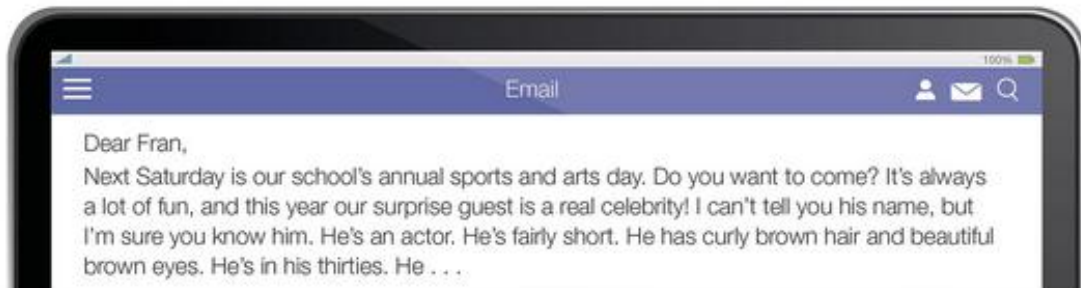 100%
Email
Dear Fran,
Next Saturday is our school's annual sports and arts day. Do you want to come? It's always
a lot of fun, and this year our surprise guest is a real celebrity! I can't tell you his name, but
I'm sure you know him. He's an actor. He's fairly short. He has curly brown hair and beautiful
brown eyes. He's in his thirties. He . . .